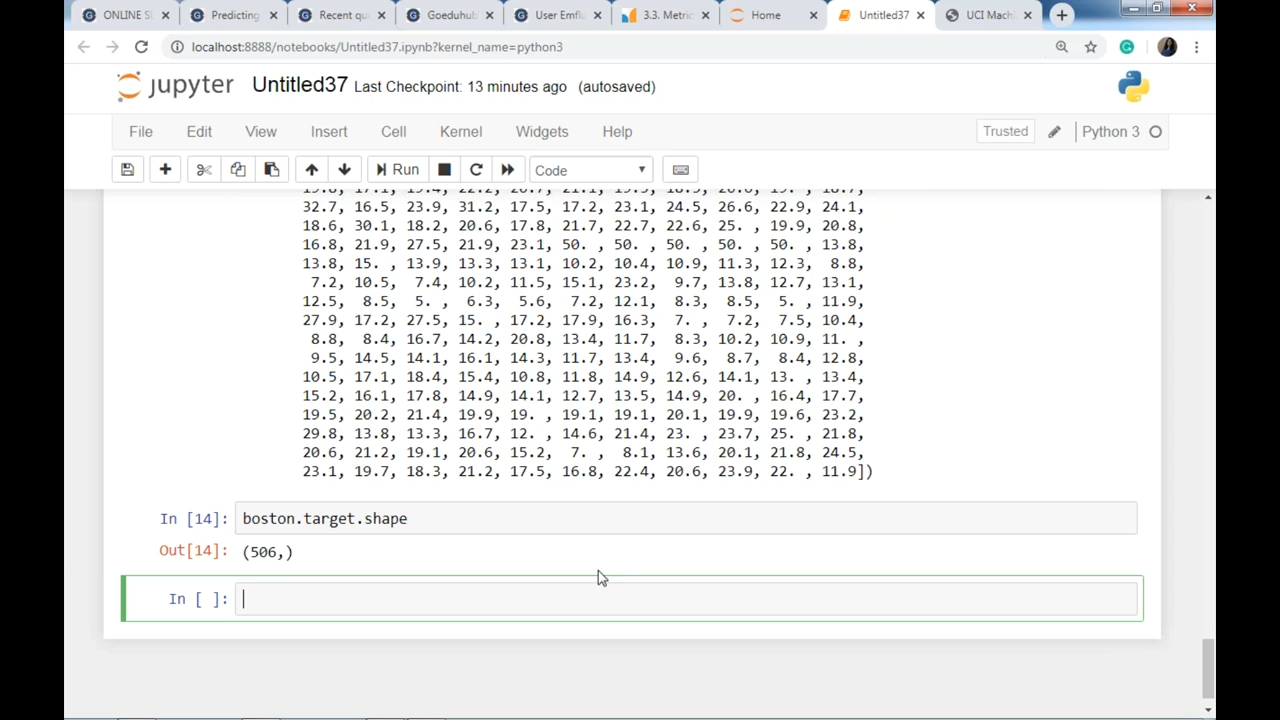 ONLINE S
Predicting
Recent qu
Goeduhub
User Emfl
3.3. Metric
Home
Untitled37
UCI Machi
localhost:8888/notebooks/Untitled37.ipynb?kernel_name=python3
jupyter Untitled37 Last Checkpoint: 13 minutes ago (autosaved)
File Edit View Insert Cell Kernel Widgets Help Trusted Python 3
Run Code
32.7, 16.5, 23.9, 31.2, 17.5, 17.2, 23.1, 24.5, 26.6, 22.9, 24.1,
18.6, 30.1, 18.2, 20.6, 17.8, 21.7, 22.7, 22.6, 25. , 19.9, 20.8,
16.8, 21.9, 27.5, 21.9, 23.1, 50. , 50. , 50. , 50. , 50. , 13.8,
13.8, 15. , 13.9, 13.3, 13.1, 10.2, 10.4, 10.9, 11.3, 12.3, 8.8,
7.2, 10.5, 7.4, 10.2, 11.5, 15.1, 23.2, 9.7, 13.8, 12.7, 13.1,
12.5, 8.5, 5. , 6.3, 5.6, 7.2, 12.1, 8.3, 8.5, 5. , 11.9,
27.9, 17.2, 27.5, 15. , 17.2, 17.9, 16.3, 7. , 7.2, 7.5, 10.4,
8.8, 8.4, 16.7, 14.2, 20.8, 13.4, 11.7, 8.3, 10.2, 10.9, 11. ,
9.5, 14.5, 14.1, 16.1, 14.3, 11.7, 13.4, 9.6, 8.7, 8.4, 12.8,
10.5, 17.1, 18.4, 15.4, 10.8, 11.8, 14.9, 12.6, 14.1, 13. , 13.4,
15.2, 16.1, 17.8, 14.9, 14.1, 12.7, 13.5, 14.9, 20. , 16.4, 17.7,
19.5, 20.2, 21.4, 19.9, 19. , 19.1, 19.1, 20.1, 19.9, 19.6, 23.2,
29.8, 13.8, 13.3, 16.7, 12. , 14.6, 21.4, 23. , 23.7, 25. , 21.8,
20.6, 21.2, 19.1, 20.6, 15.2, 7. , 8.1, 13.6, 20.1, 21.8, 24.5,
23.1, 19.7, 18.3, 21.2, 17.5, 16.8, 22.4, 20.6, 23.9, 22. , 11.9])
In [14]: boston.target.shape
Out[14]: (506,)
In [ ]: